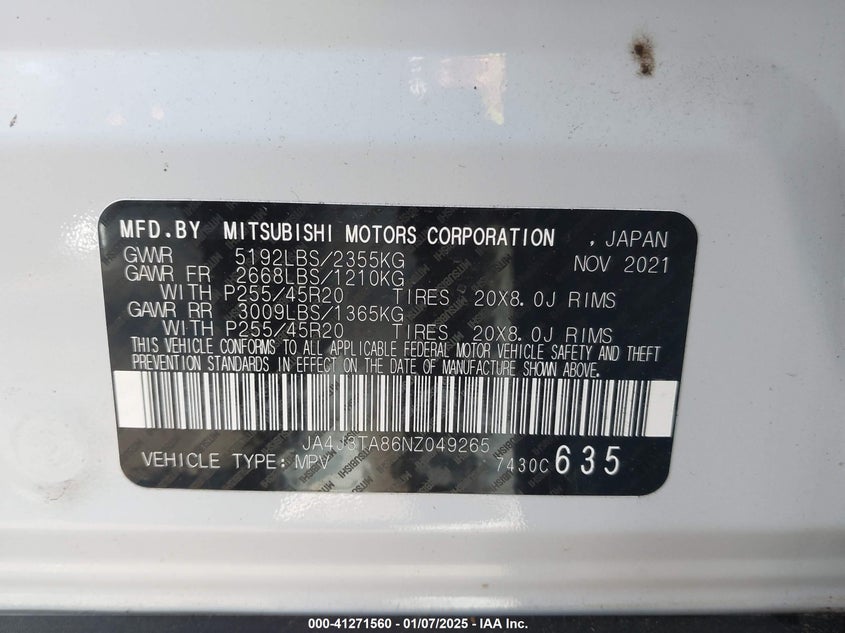 MFD.BY MITSUBISHI MOTORS CORPORATION , JAPAN
GVWR 5192LBS/2355KG NOV 2021
GAWR FR 2668LBS/1210KG
WITH P255/45R20 TIRES 20X8.0J RIMS
GAWR RR 3009LBS/1365KG
WITH P255/45R20 TIRES 20X8.0J RIMS
THIS VEHICLE CONFORMS TO ALL APPLICABLE FEDERAL MOTOR VEHICLE SAFETY AND THEFT
PREVENTION STANDARDS IN EFFECT ON THE DATE OF MANUFACTURE SHOWN ABOVE.
JA4J3TA86NZ049265
VEHICLE TYPE: MPV 7430C 635
000-41271560 - 01/07/2025 - IAA Inc.